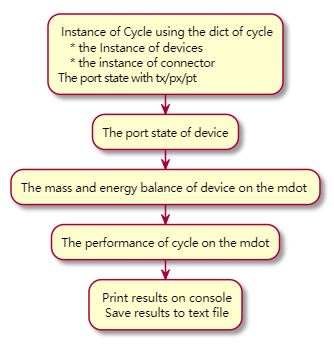 Instance of Cycle using the dict of cycle
* the Instance of devices
* the instance of connector
The port state with tx/px/pt
The port state of device
The mass and energy balance of device on the mdot
The performance of cycle on the mdot
Print results on console
Save results to text file